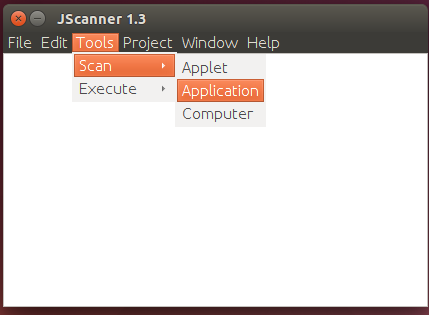 JScanner 1.3
File Edit Tools Project Window Help
Scan
Execute
Applet
Application
Computer